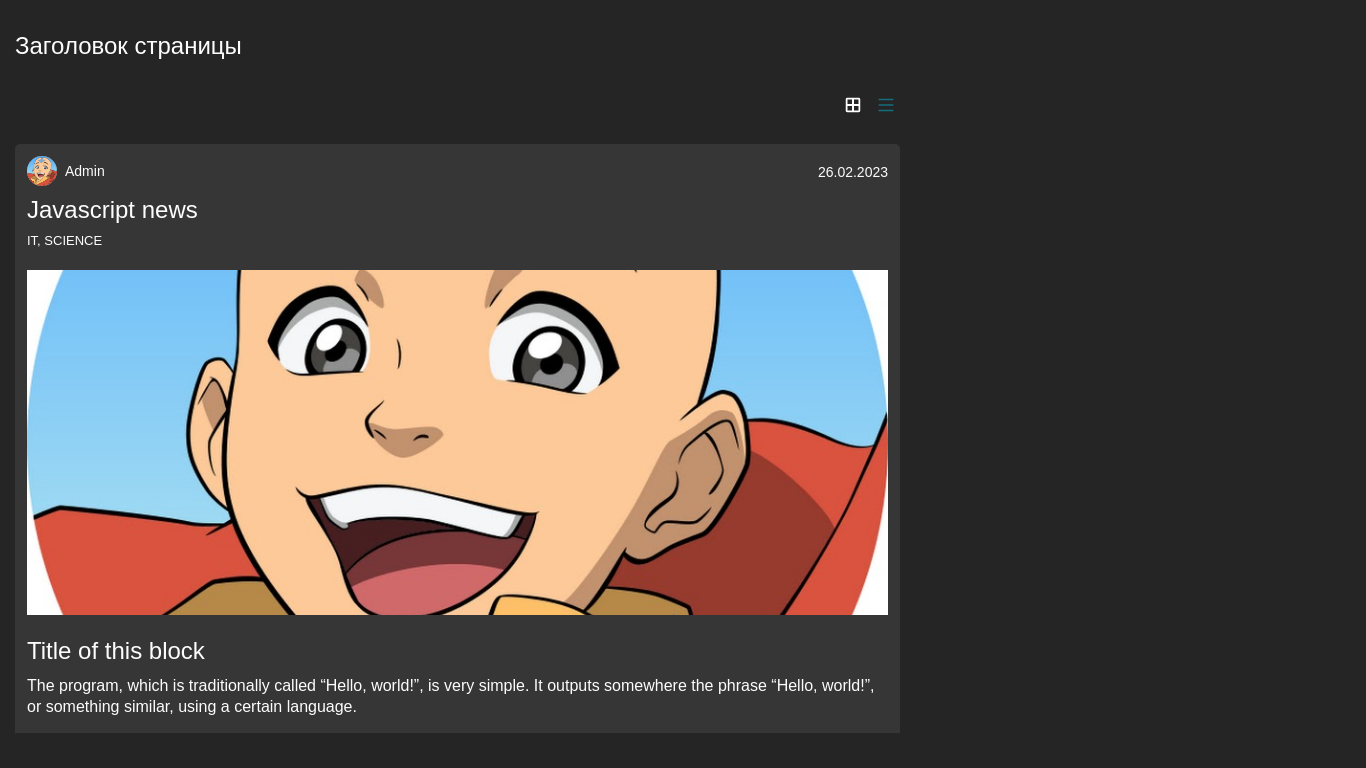 Заголовок страницы
Admin
26.02.2023
Javascript news
IT, SCIENCE
Title of this block
The program, which is traditionally called “Hello, world!”, is very simple. It outputs somewhere the phrase “Hello, world!”,
or something similar, using a certain language.